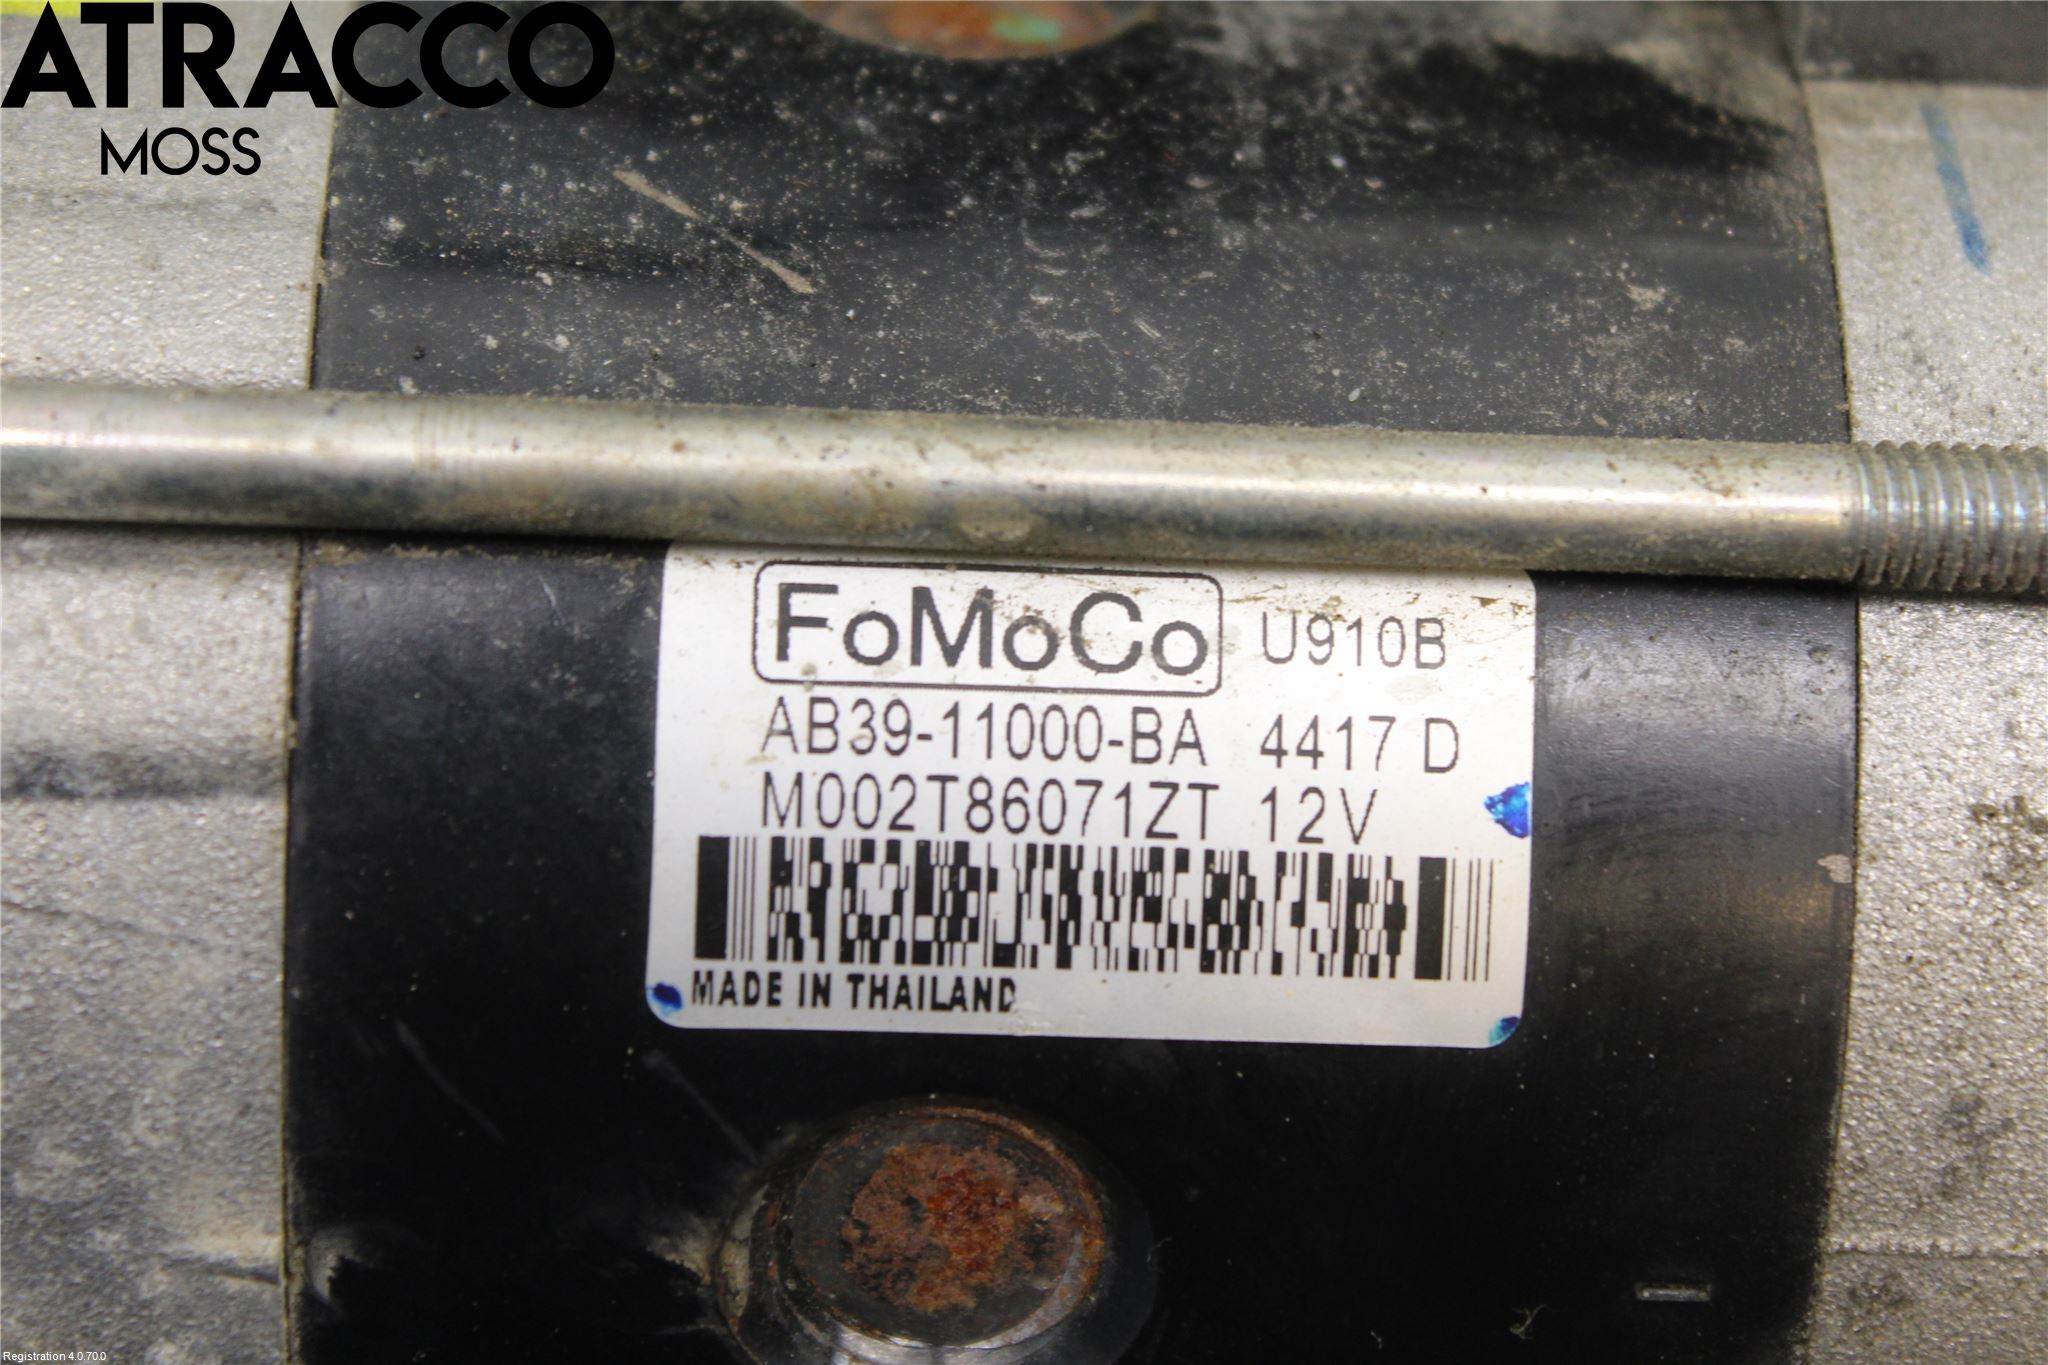 ATRACCO
MOSS
FoMoCo U910B
AB39-11000-BA 4417 D
M002T86071ZT 12V
MADE IN THAILAND
Registration 4.0.70.0